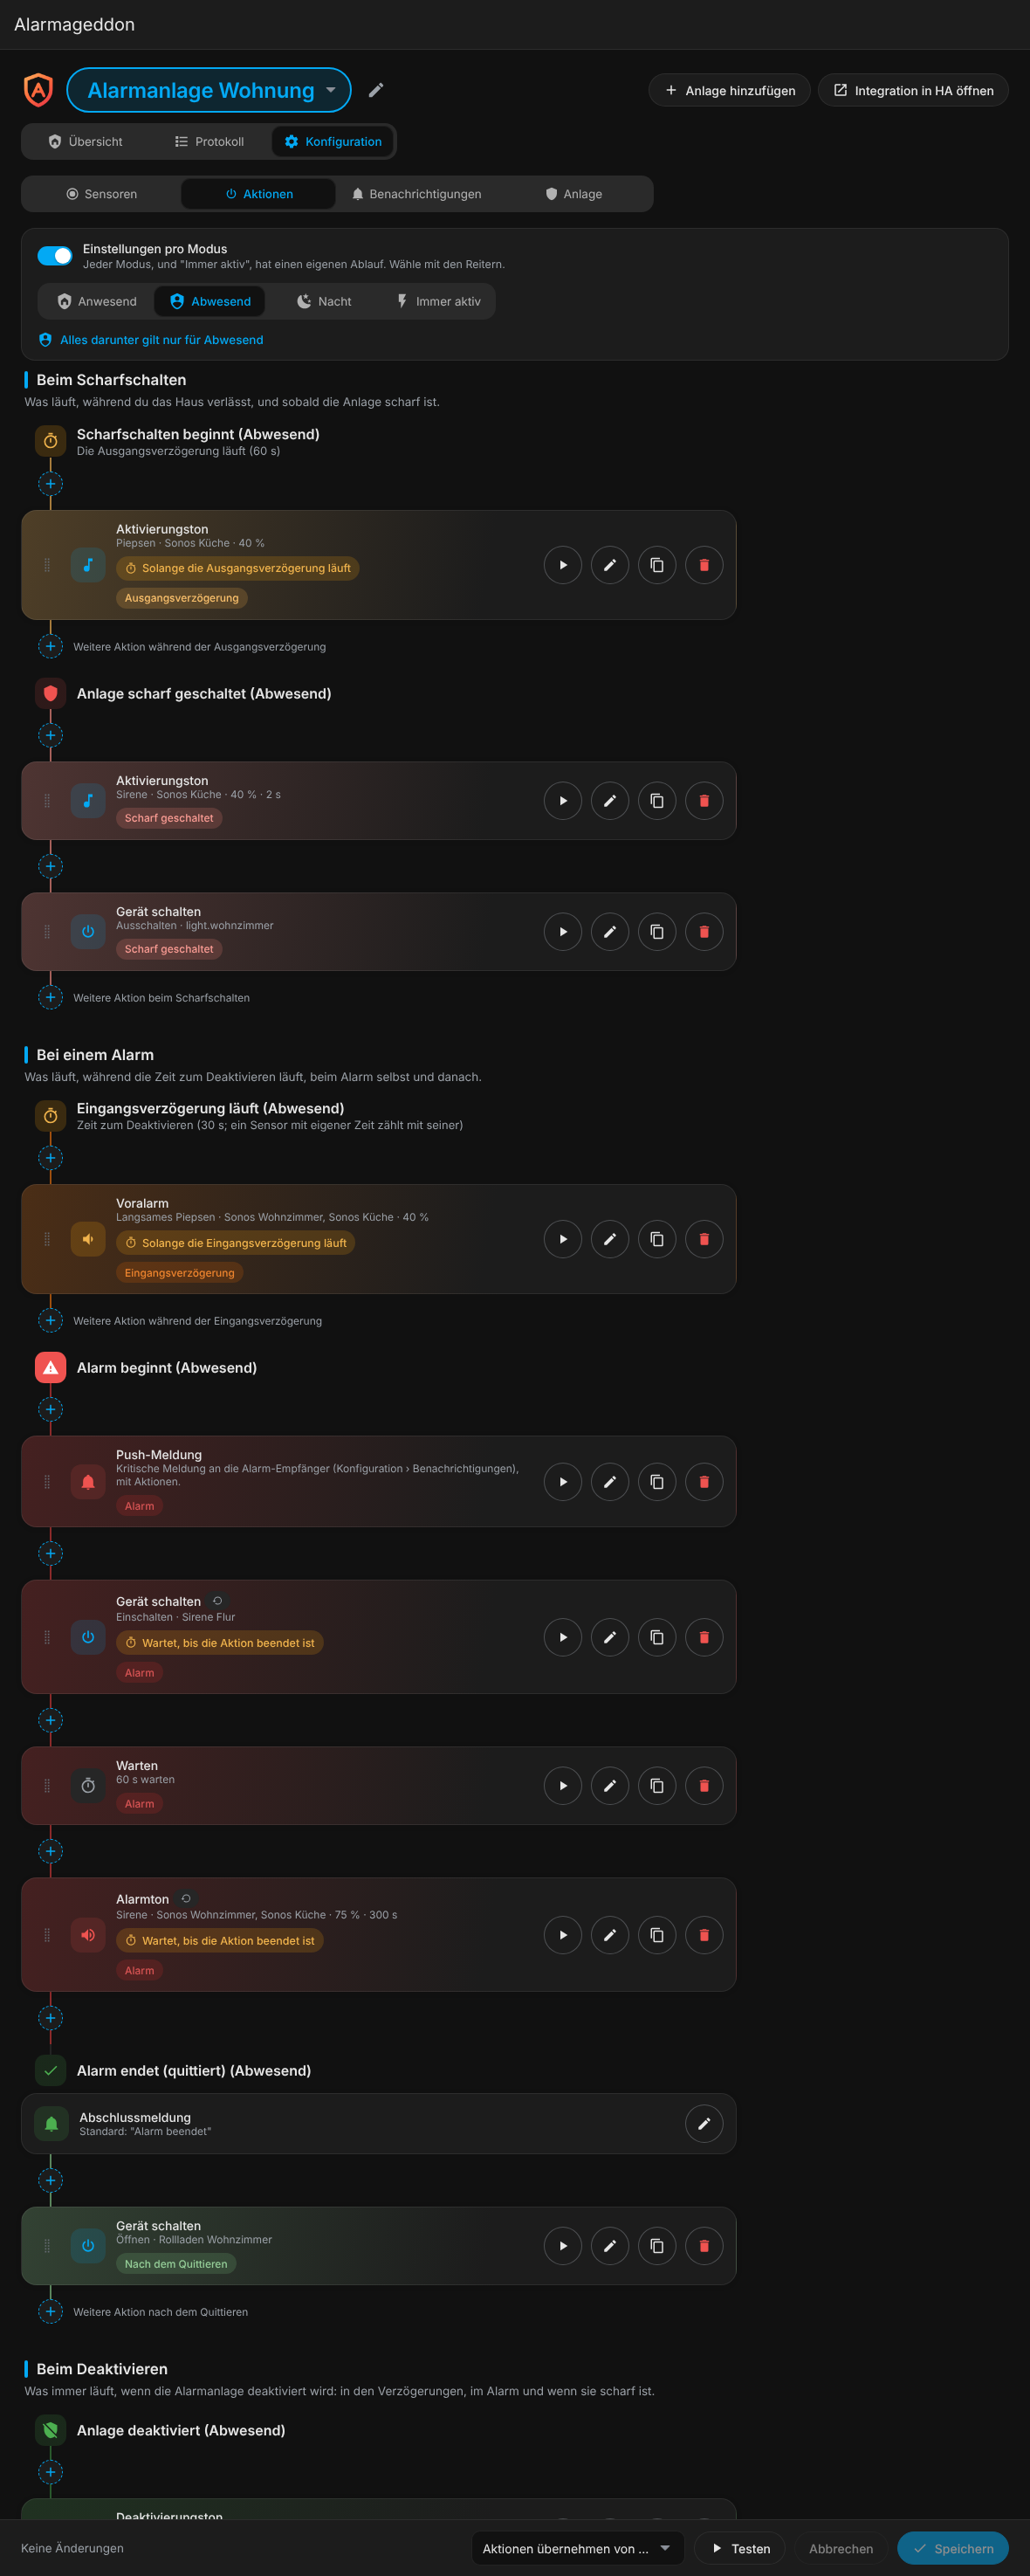 Alarmageddon
Alarmanlage Wohnung
Anlage hinzufügen
Integration in HA öffnen
Übersicht
Protokoll
Konfiguration
Sensoren
Aktionen
Benachrichtigungen
Anlage
Einstellungen pro Modus
Jeder Modus, und "Immer aktiv", hat einen eigenen Ablauf. Wähle mit den Reitern.
Anwesend
Abwesend
Nacht
Immer aktiv
Alles darunter gilt nur für Abwesend
Beim Scharfschalten
Was läuft, während du das Haus verlässt, und sobald die Anlage scharf ist.
Scharfschalten beginnt (Abwesend)
Die Ausgangsverzögerung läuft (60 s)
Aktivierungston
Piepsen · Sonos Küche · 40 %
Solange die Ausgangsverzögerung läuft
Ausgangsverzögerung
Weitere Aktion während der Ausgangsverzögerung
Anlage scharf geschaltet (Abwesend)
Aktivierungston
Sirene · Sonos Küche · 40 % · 2 s
Scharf geschaltet
Gerät schalten
Ausschalten · light.wohnzimmer
Scharf geschaltet
Weitere Aktion beim Scharfschalten
Bei einem Alarm
Was läuft, während die Zeit zum Deaktivieren läuft, beim Alarm selbst und danach.
Eingangsverzögerung läuft (Abwesend)
Zeit zum Deaktivieren (30 s; ein Sensor mit eigener Zeit zählt mit seiner)
Voralarm
Langsames Piepsen · Sonos Wohnzimmer, Sonos Küche · 40 %
Solange die Eingangsverzögerung läuft
Eingangsverzögerung
Weitere Aktion während der Eingangsverzögerung
Alarm beginnt (Abwesend)
Push-Meldung
Kritische Meldung an die Alarm-Empfänger (Konfiguration › Benachrichtigungen),
mit Aktionen.
Alarm
Gerät schalten
Einschalten · Sirene Flur
Wartet, bis die Aktion beendet ist
Alarm
Warten
60 s warten
Alarm
Alarmton
Sirene · Sonos Wohnzimmer, Sonos Küche · 75 % · 300 s
Wartet, bis die Aktion beendet ist
Alarm
Alarm endet (quittiert) (Abwesend)
Abschlussmeldung
Standard: "Alarm beendet"
Gerät schalten
Öffnen · Rollladen Wohnzimmer
Nach dem Quittieren
Weitere Aktion nach dem Quittieren
Beim Deaktivieren
Was immer läuft, wenn die Alarmanlage deaktiviert wird: in den Verzögerungen, im Alarm und wenn sie scharf ist.
Anlage deaktiviert (Abwesend)
Deaktivierungston
Keine Änderungen
Aktionen übernehmen von ...
Testen
Abbrechen
Speichern